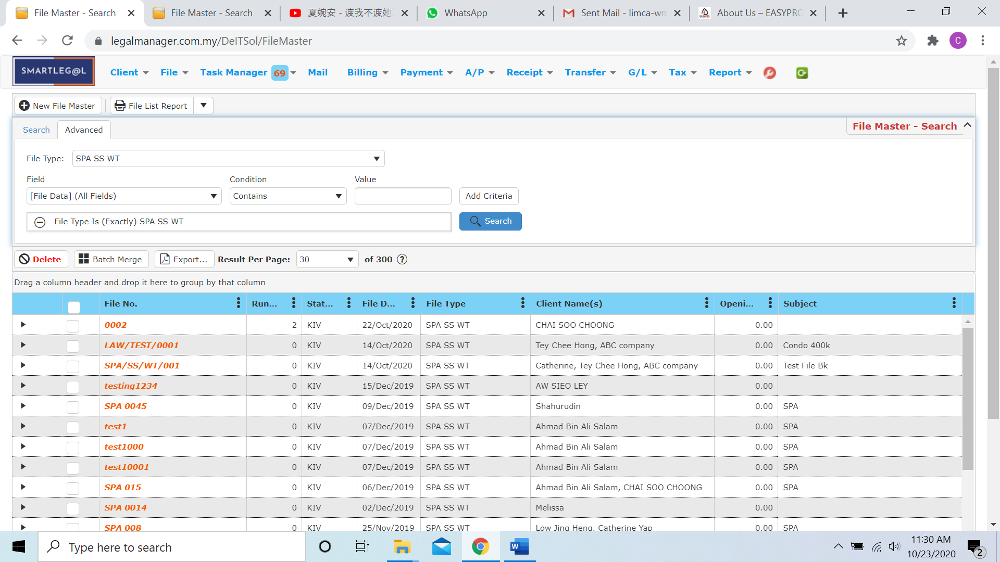 File Master - Search
File Master - Search
夏婉安 - 渡我不渡她
WhatsApp
Sent Mail - limca-wm
About Us – EASYPRO
legalmanager.com.my/DeITSol/FileMaster
C
SMARTLEG@L
Client File Task Manager 69 Mail Billing Payment A/P Receipt Transfer G/L Tax Report
New File Master File List Report
Search Advanced File Master - Search
File Type: SPA SS WT
Field Condition Value
[File Data] (All Fields) Contains Add Criteria
File Type Is (Exactly) SPA SS WT Search
Delete Batch Merge Export... Result Per Page: 30 of 300 ?
Drag a column header and drop it here to group by that column
File No. Run... Stat... File D... File Type Client Name(s) Openi... Subject
0002 2 KIV 22/Oct/2020 SPA SS WT CHAI SOO CHOONG 0.00
LAW/TEST/0001 0 KIV 14/Oct/2020 SPA SS WT Tey Chee Hong, ABC company 0.00 Condo 400k
SPA/SS/WT/001 0 KIV 14/Oct/2020 SPA SS WT Catherine, Tey Chee Hong, ABC company 0.00 Test File Bk
testing1234 0 KIV 15/Dec/2019 SPA SS WT AW SIEO LEY 0.00
SPA 0045 0 KIV 09/Dec/2019 SPA SS WT Shahurudin 0.00 SPA
test1 0 KIV 07/Dec/2019 SPA SS WT Ahmad Bin Ali Salam 0.00 SPA
test1000 0 KIV 07/Dec/2019 SPA SS WT Ahmad Bin Ali Salam 0.00 SPA
test10001 0 KIV 07/Dec/2019 SPA SS WT Ahmad Bin Ali Salam 0.00 SPA
SPA 015 0 KIV 06/Dec/2019 SPA SS WT Ahmad Bin Ali Salam, CHAI SOO CHOONG 0.00 SPA
SPA 0014 0 KIV 02/Dec/2019 SPA SS WT Melissa 0.00
SPA 008 0 KIV 25/Nov/2019 SPA SS WT Low Jing Heng, Catherine Yap 0.00 SPA
Type here to search
W
11:30 AM
10/23/2020
2